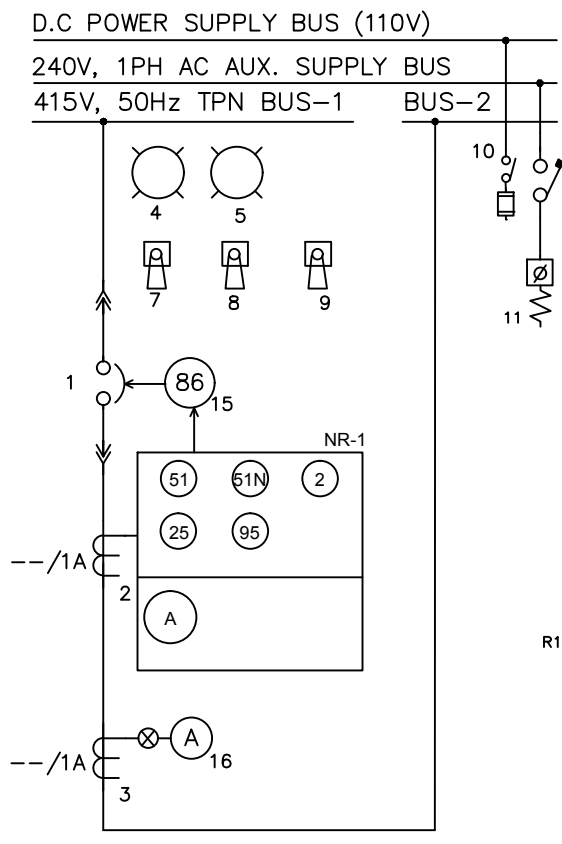 D.C POWER SUPPLY BUS (110V)
240V, 1PH AC AUX. SUPPLY BUS
415V, 50Hz TPN BUS-1 BUS-2
10
4 5
7 8 9
11
1 86
15
NR-1
51 51N 2
25 95
--/1A
2
A
R1
A
16
--/1A
3